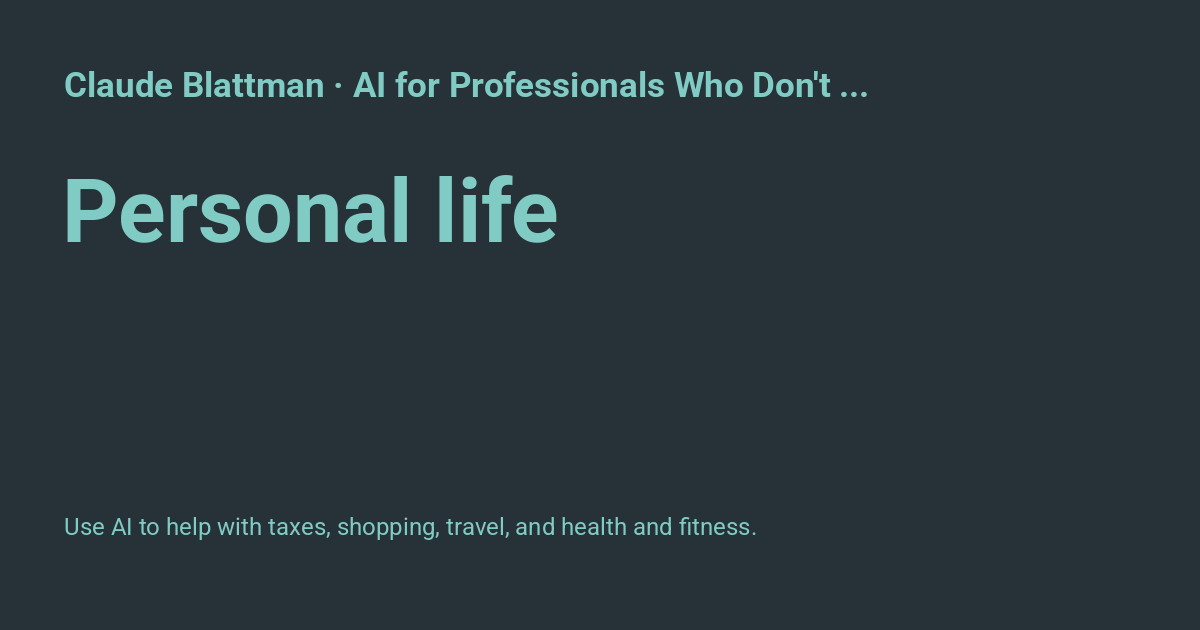 Claude Blattman · AI for Professionals Who Don't ...
Personal life
Use AI to help with taxes, shopping, travel, and health and fitness.